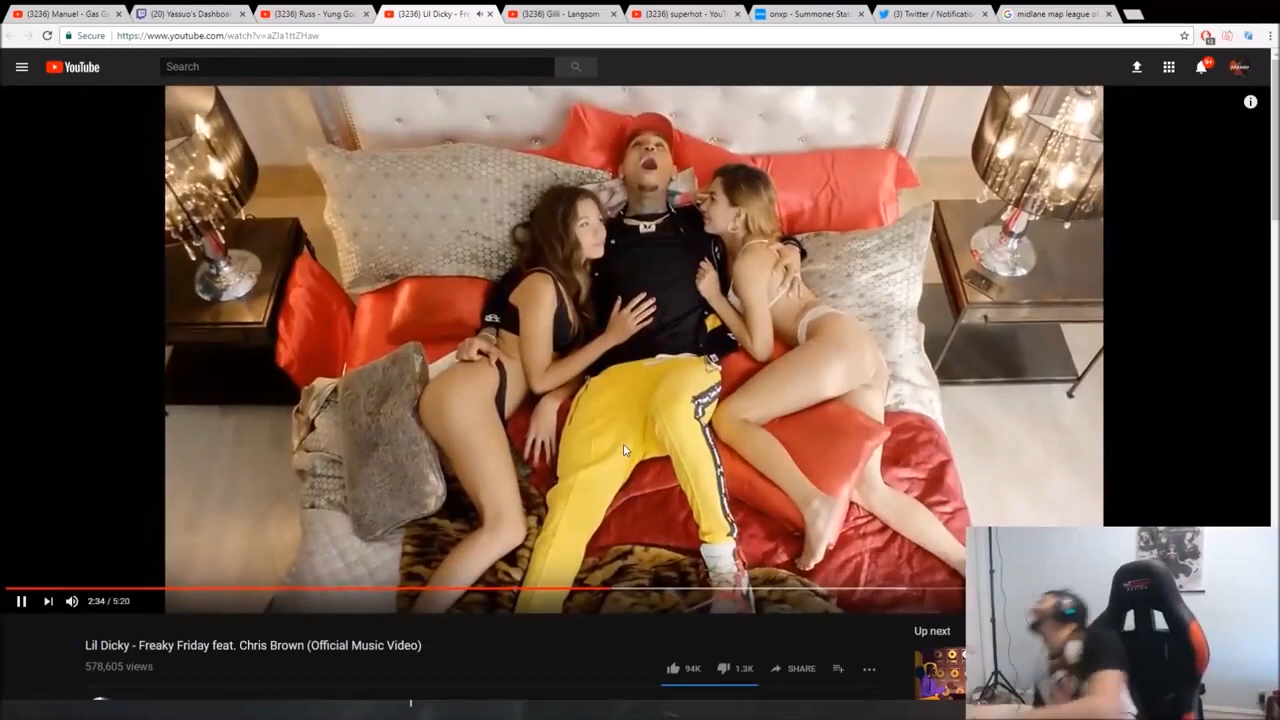 (3236) Manuel - Gas G
(20) Yassuo's Dashboa
(3236) Russ - Yung Go
(3236) Lil Dicky - Fre
(3236) Gilli - Langsom
(3236) superhot - YouT
onxp - Summoner Stat
(3) Twitter / Notificatio
midlane map league of
Secure
https://www.youtube.com/watch?v=aZla1ttZHaw
YouTube
Search
9+
2:34 / 5:20
Lil Dicky - Freaky Friday feat. Chris Brown (Official Music Video)
578,605 views
94K
1.3K
SHARE
Up next